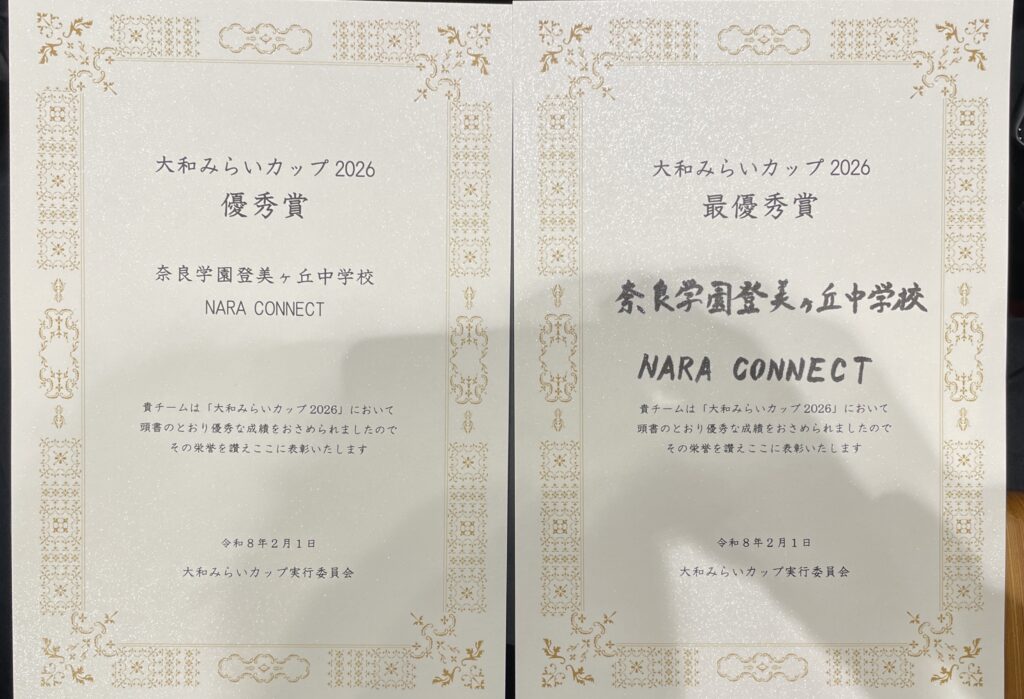 大和みらいカップ2026
優秀賞
奈良学園登美ヶ丘中学校
NARA CONNECT
貴チームは「大和みらいカップ2026」において
頭書のとおり優秀な成績をおさめられましたので
その栄誉を讃えここに表彰いたします
令和8年2月1日
大和みらいカップ実行委員会
大和みらいカップ2026
最優秀賞
奈良学園登美ヶ丘中学校
NARA CONNECT
貴チームは「大和みらいカップ2026」において
頭書のとおり優秀な成績をおさめられましたので
その栄誉を讃えここに表彰いたします
令和8年2月1日
大和みらいカップ実行委員会